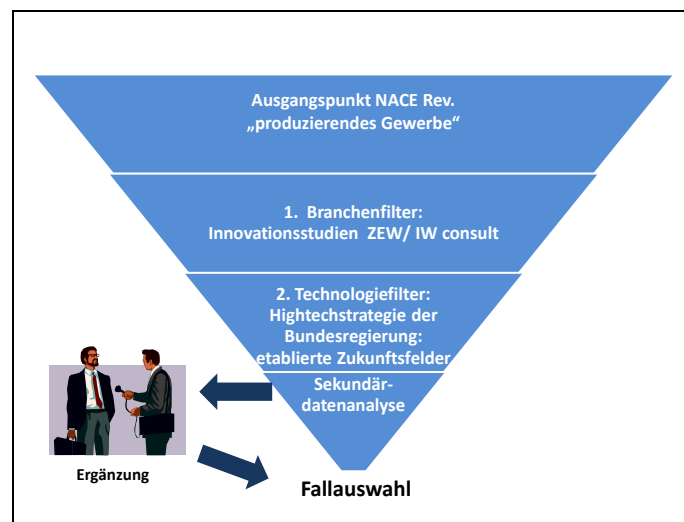 Ausgangspunkt NACE Rev.
„produzierendes Gewerbe“
1. Branchenfilter:
Innovationsstudien ZEW/ IW consult
2. Technologiefilter:
Hightechstrategie der
Bundesregierung:
etablierte Zukunftsfelder
Sekundär-
datenanalyse
Ergänzung
Fallauswahl